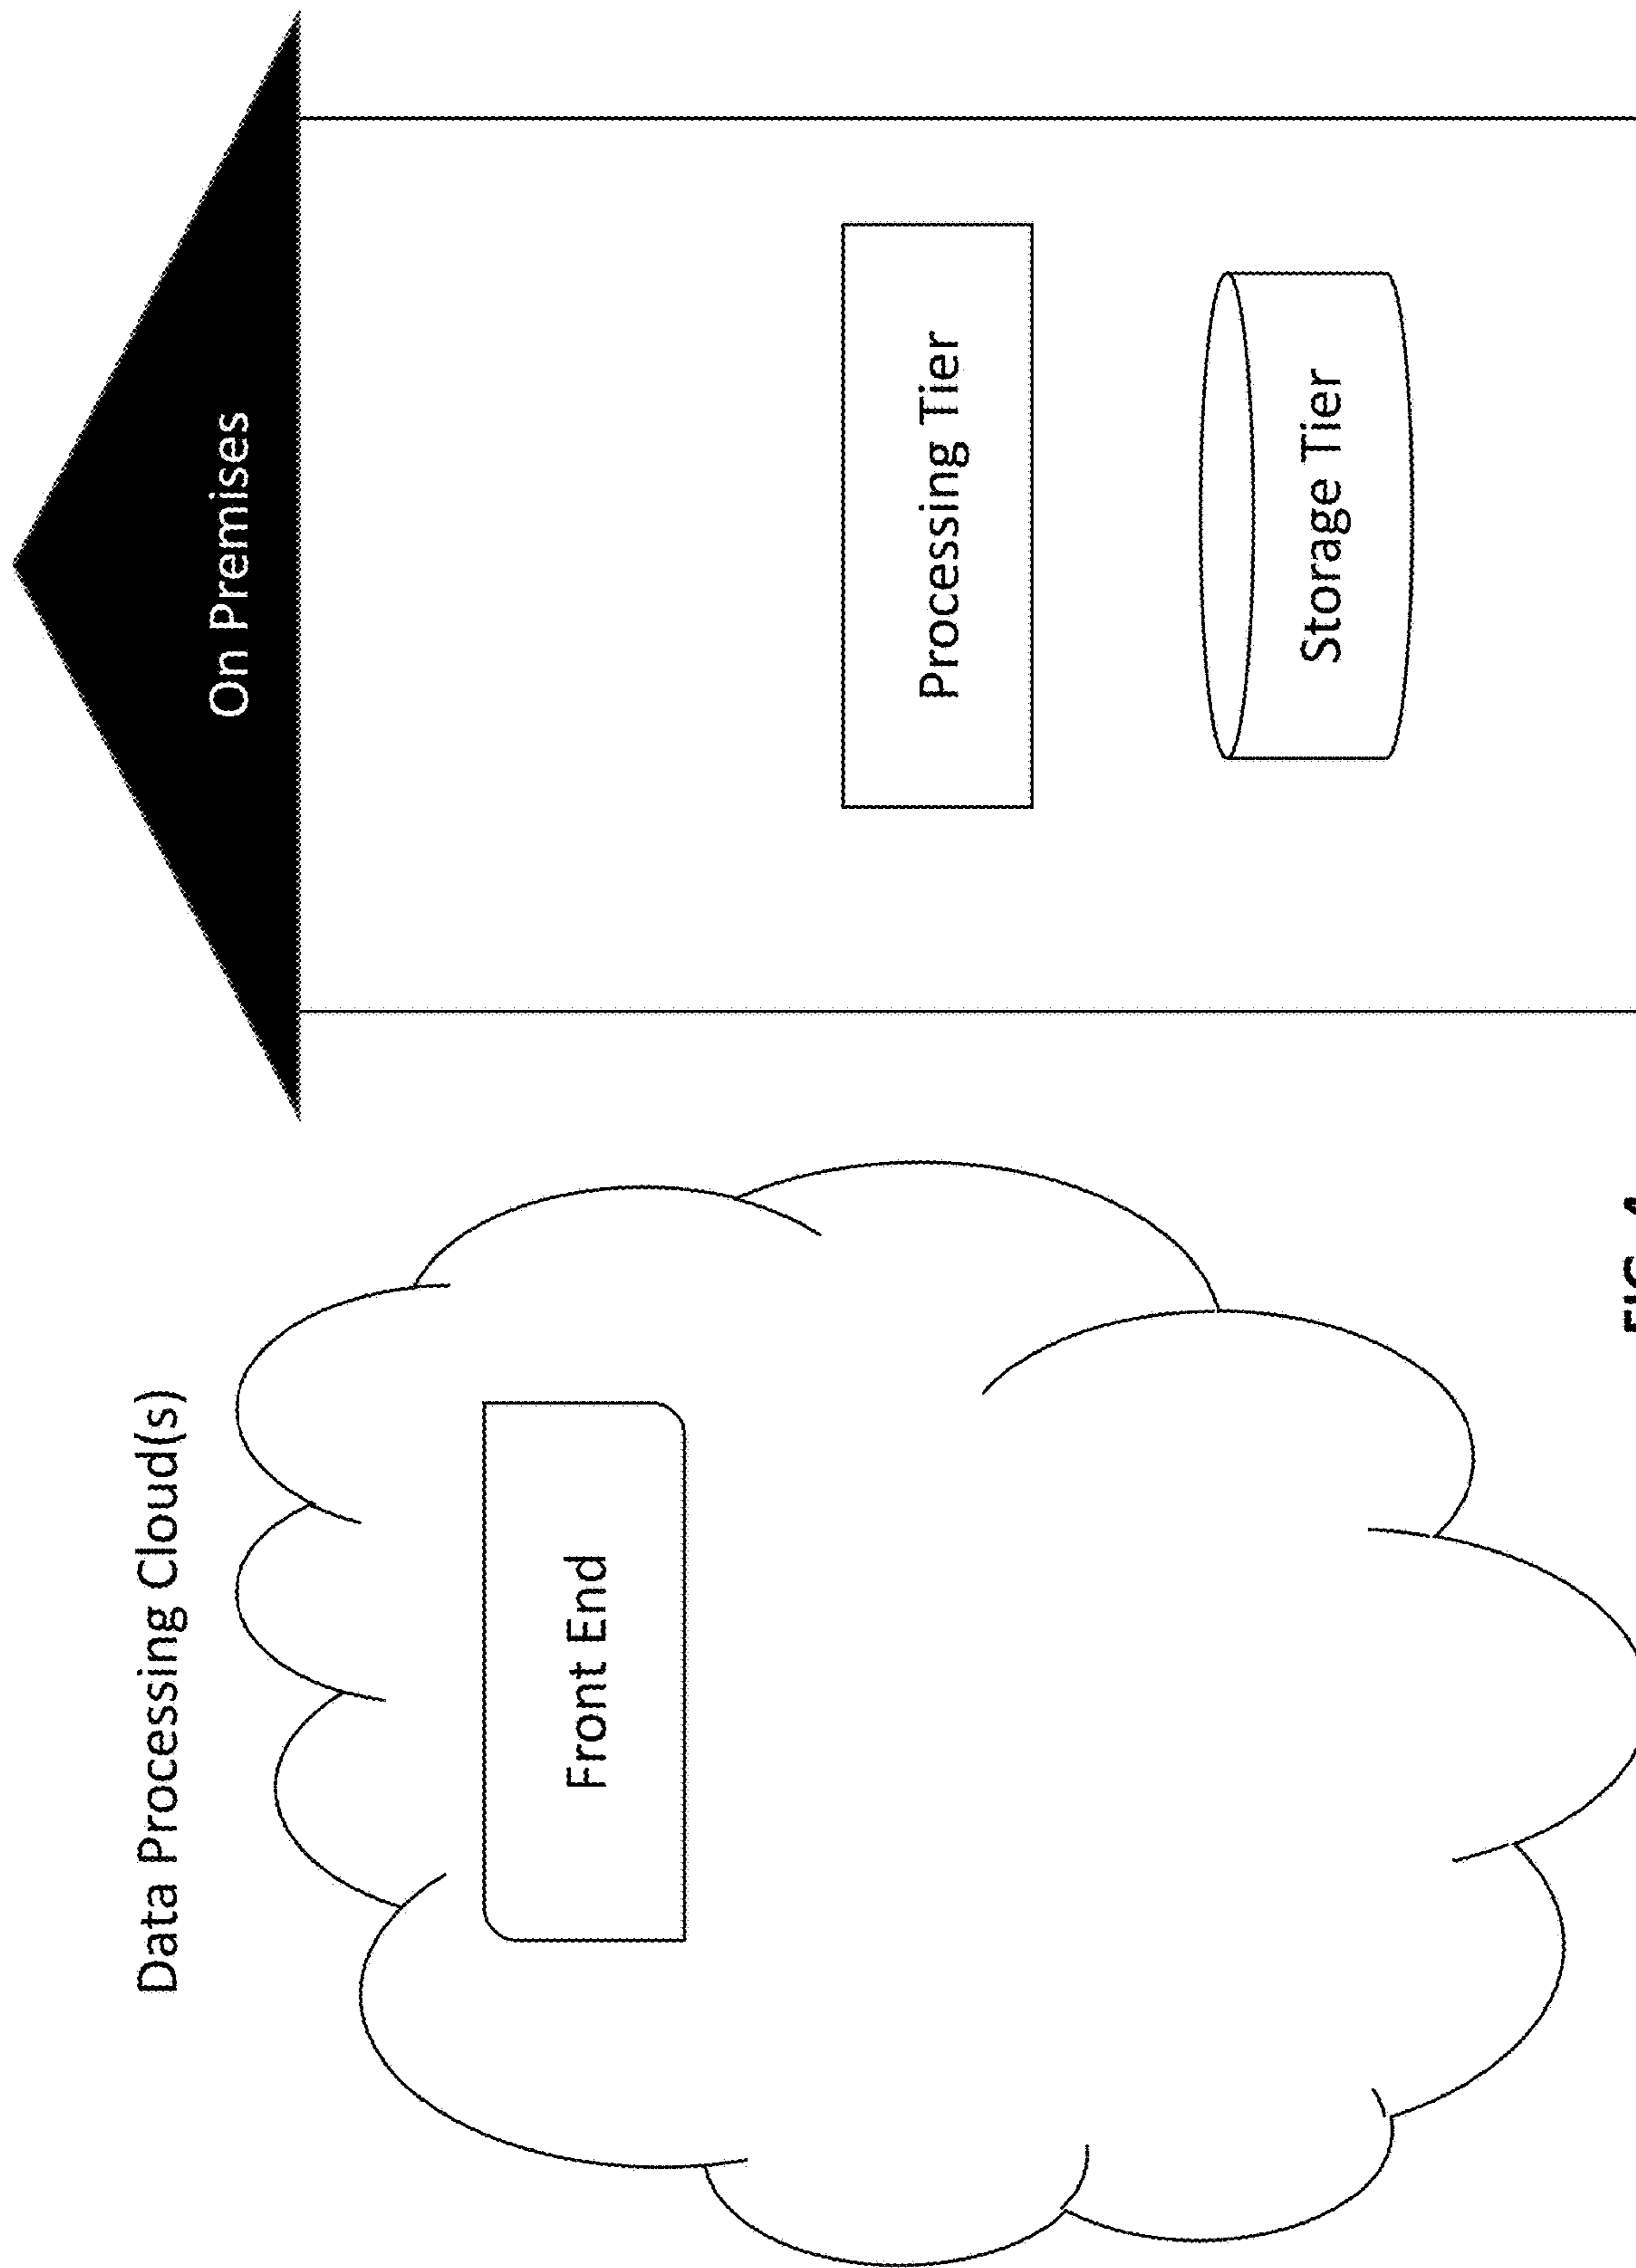 Data Processing Cloud(s)
Front End
On Premises
Processing Tier
Storage Tier